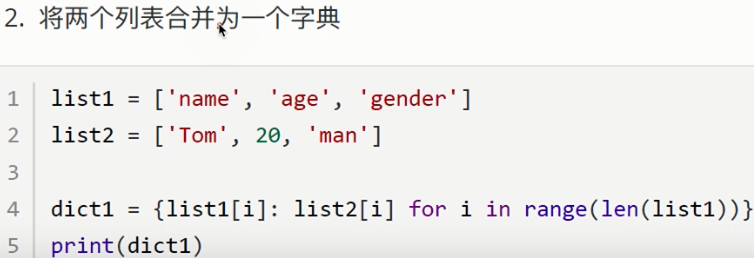 2. 将两个列表合并为一个字典
1 list1 = ['name', 'age', 'gender']
2 list2 = ['Tom', 20, 'man']
3
4 dict1 = {list1[i]: list2[i] for i in range(len(list1))}
5 print(dict1)